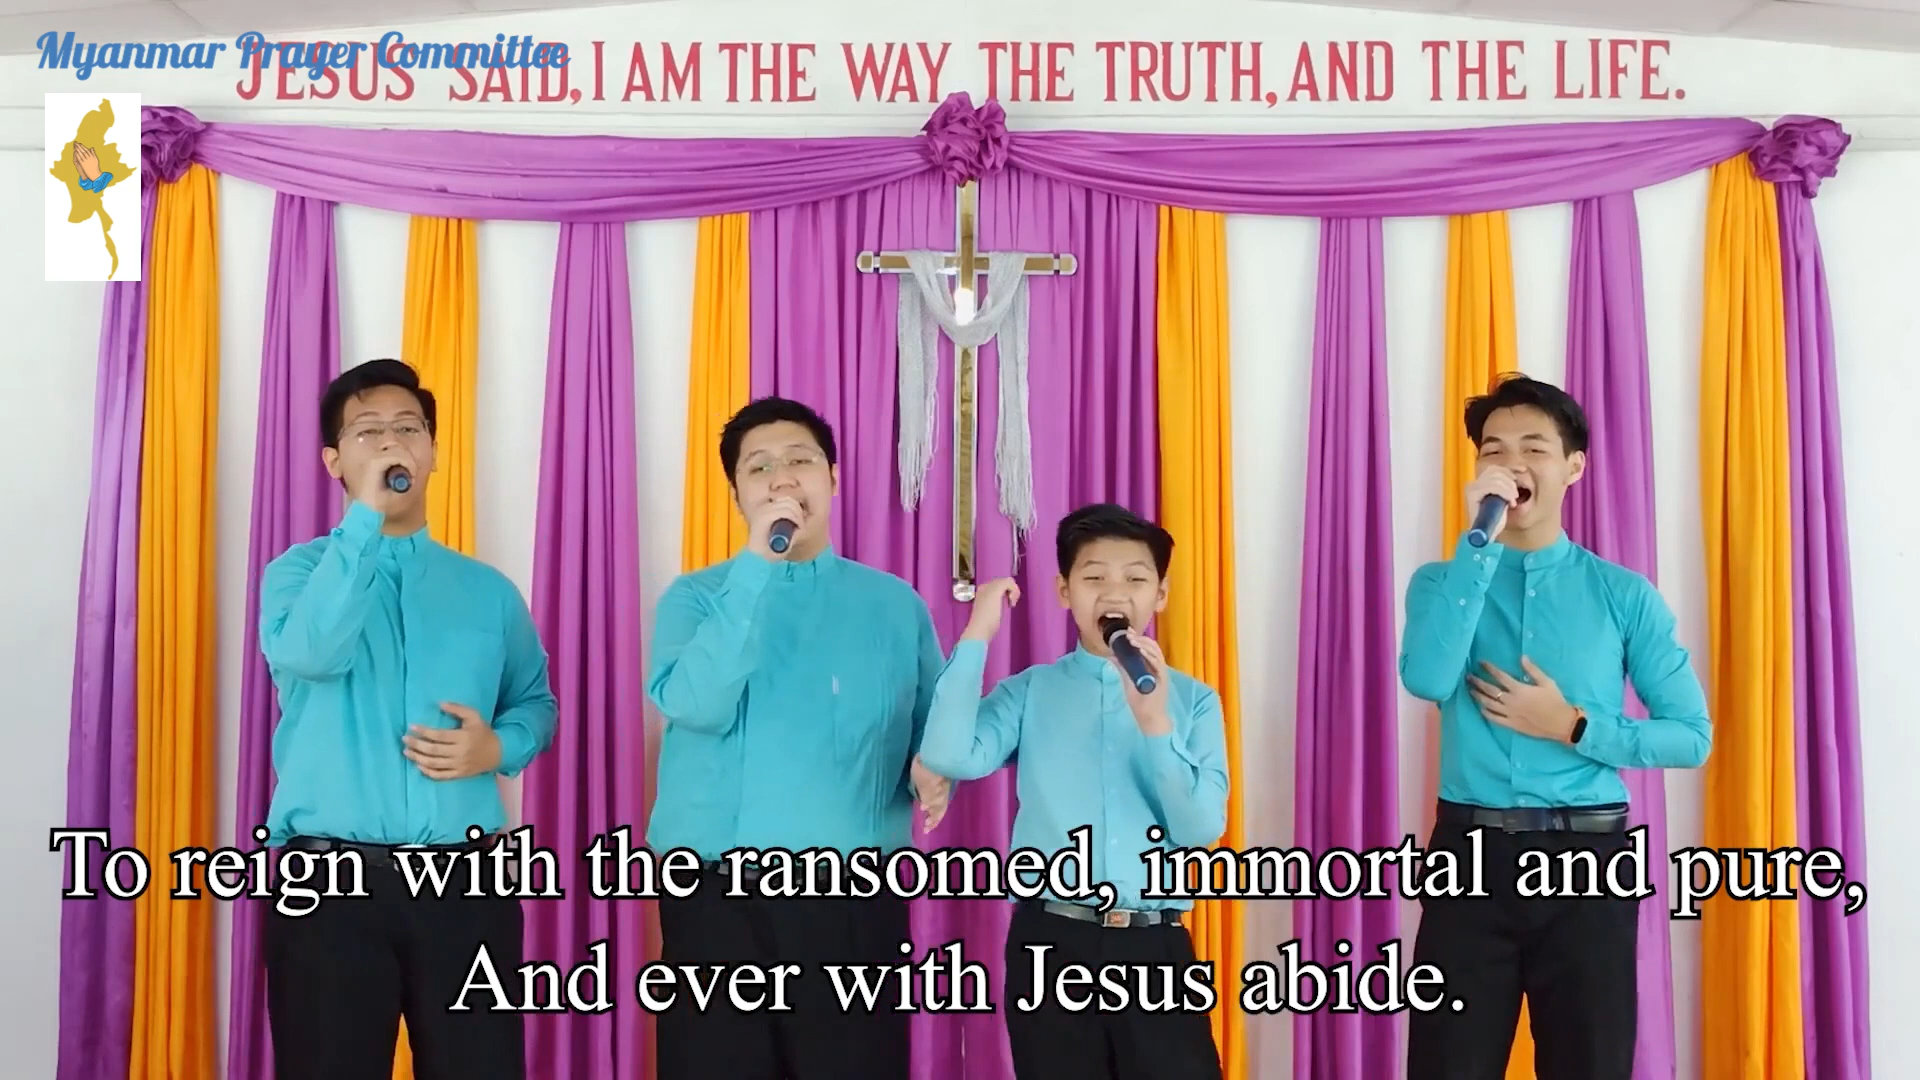 Myanmar Prayer Committee
JESUS SAID, I AM THE WAY, THE TRUTH, AND THE LIFE.
To reign with the ransomed, immortal and pure,
And ever with Jesus abide.